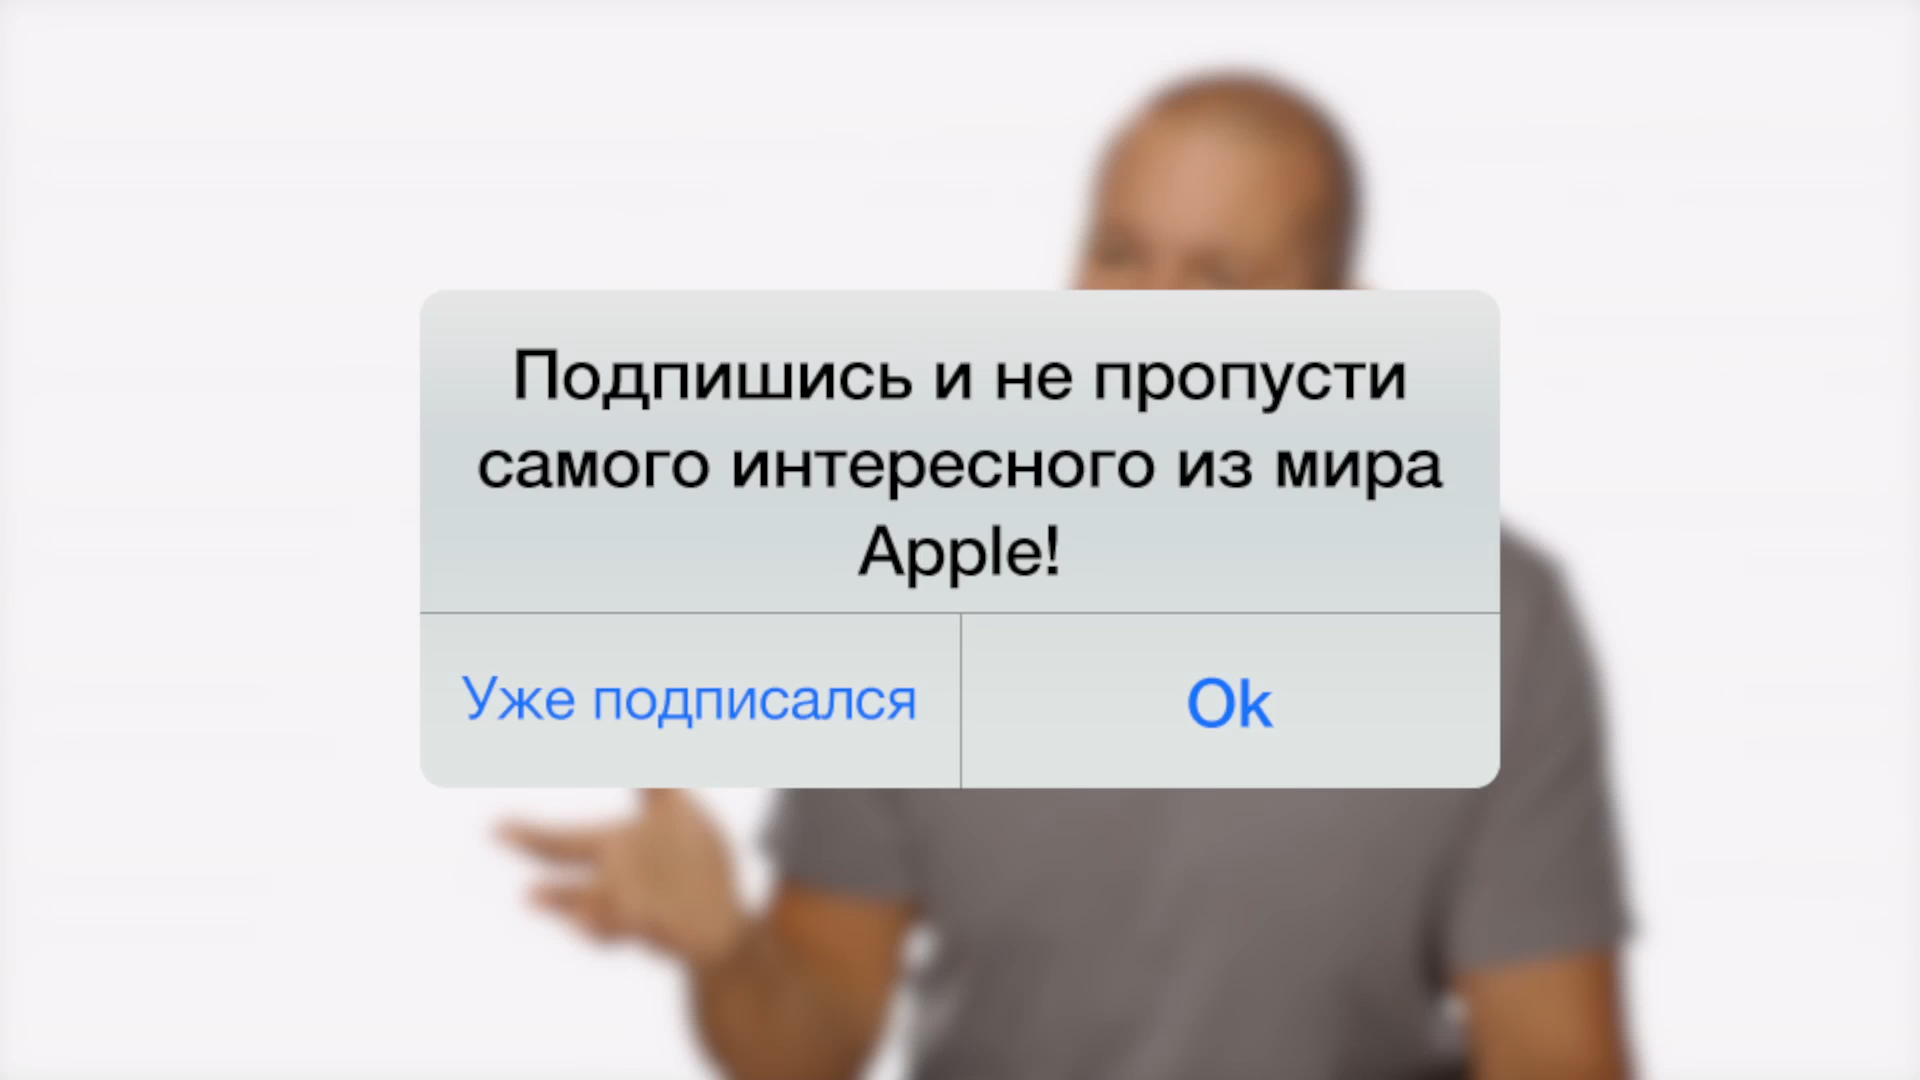 Подпишись и не пропусти
самого интересного из мира
Apple!
Уже подписался
Ok